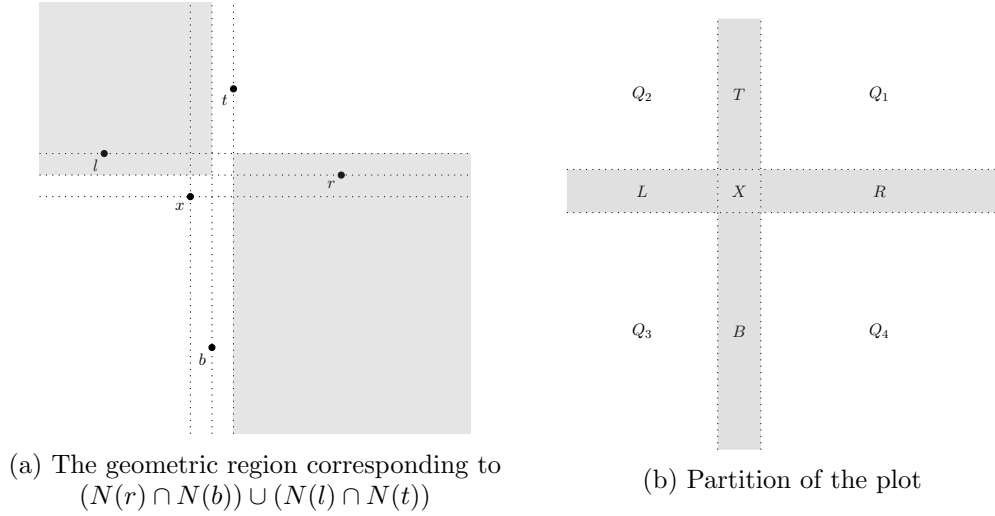 t
l
r
x
b
(a) The geometric region corresponding to
(N(r) ∩ N(b)) ∪ (N(l) ∩ N(t))
Q₂ T Q₁
L X R
Q₃ B Q₄
(b) Partition of the plot